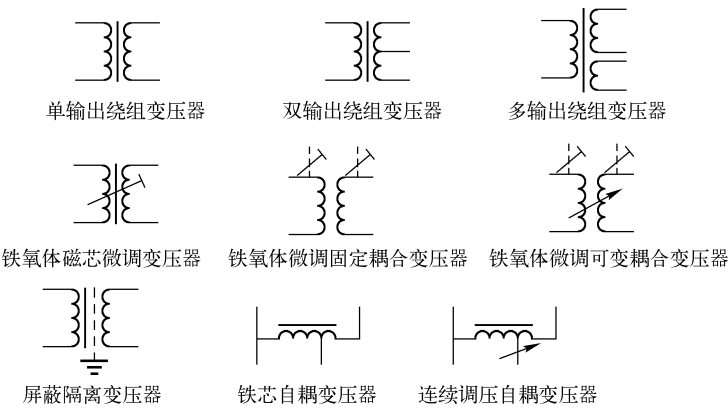 单输出绕组变压器
双输出绕组变压器
多输出绕组变压器
铁氧体磁芯微调变压器
铁氧体微调固定耦合变压器
铁氧体微调可变耦合变压器
屏蔽隔离变压器
铁芯自耦变压器
连续调压自耦变压器